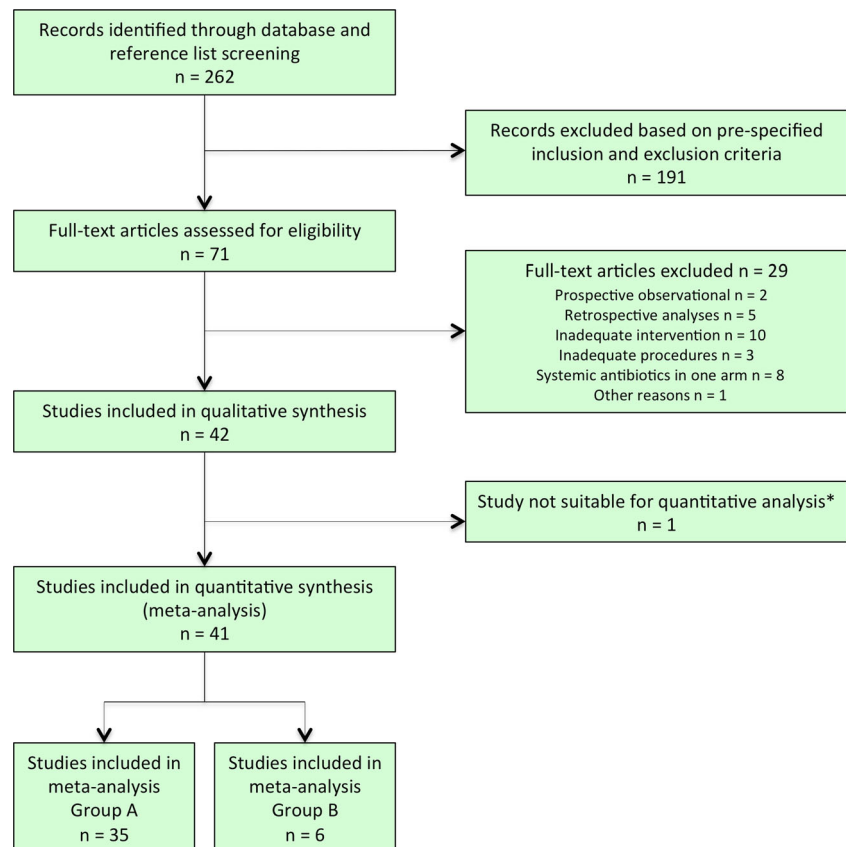 Records identified through database and
reference list screening
n = 262
Records excluded based on pre-specified
inclusion and exclusion criteria
n = 191
Full-text articles assessed for eligibility
n = 71
Full-text articles excluded n = 29
Prospective observational n = 2
Retrospective analyses n = 5
Inadequate intervention n = 10
Inadequate procedures n = 3
Systemic antibiotics in one arm n = 8
Other reasons n = 1
Studies included in qualitative synthesis
n = 42
Study not suitable for quantitative analysis*
n = 1
Studies included in quantitative synthesis
(meta-analysis)
n = 41
Studies included in
meta-analysis
Group A
n = 35
Studies included in
meta-analysis
Group B
n = 6